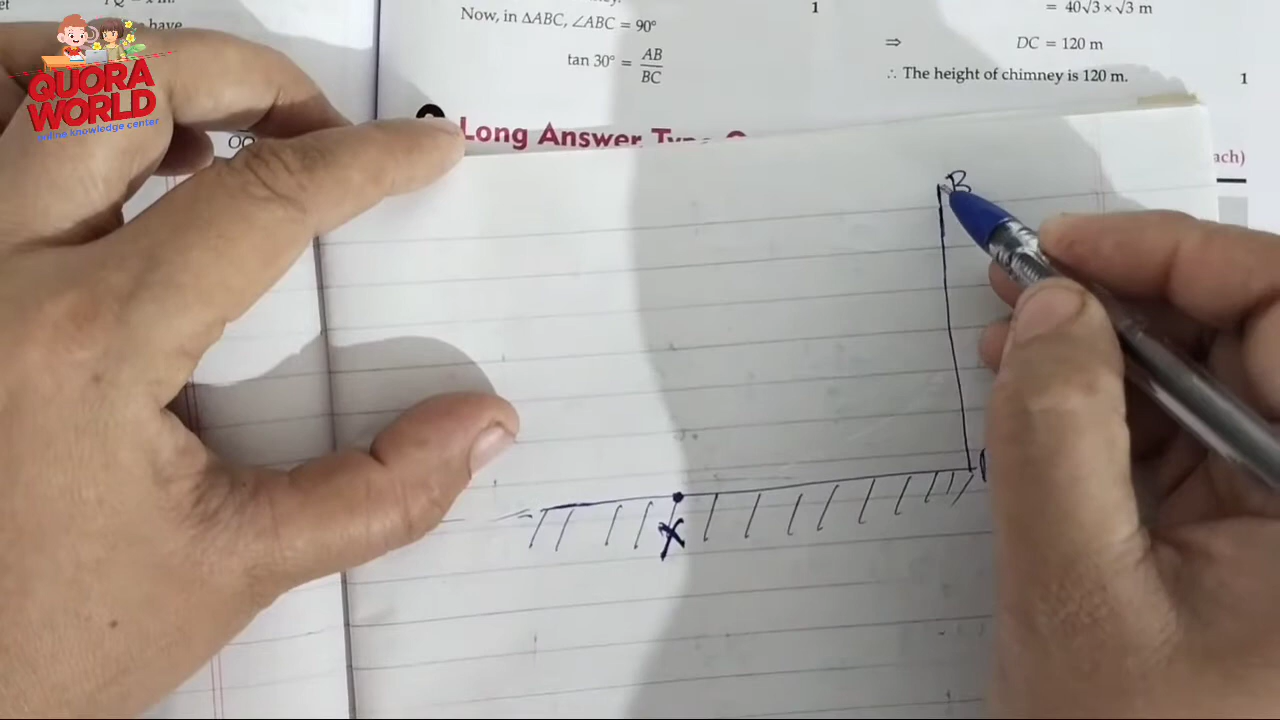 have
QUORA
WORLD
online knowledge center
Now, in ΔABC, ∠ABC = 90°
1
tan 30° = AB
BC
= 40√3 × √3 m
⇒ DC = 120 m
∴ The height of chimney is 120 m.
1
Long Answer
ach)
B
X